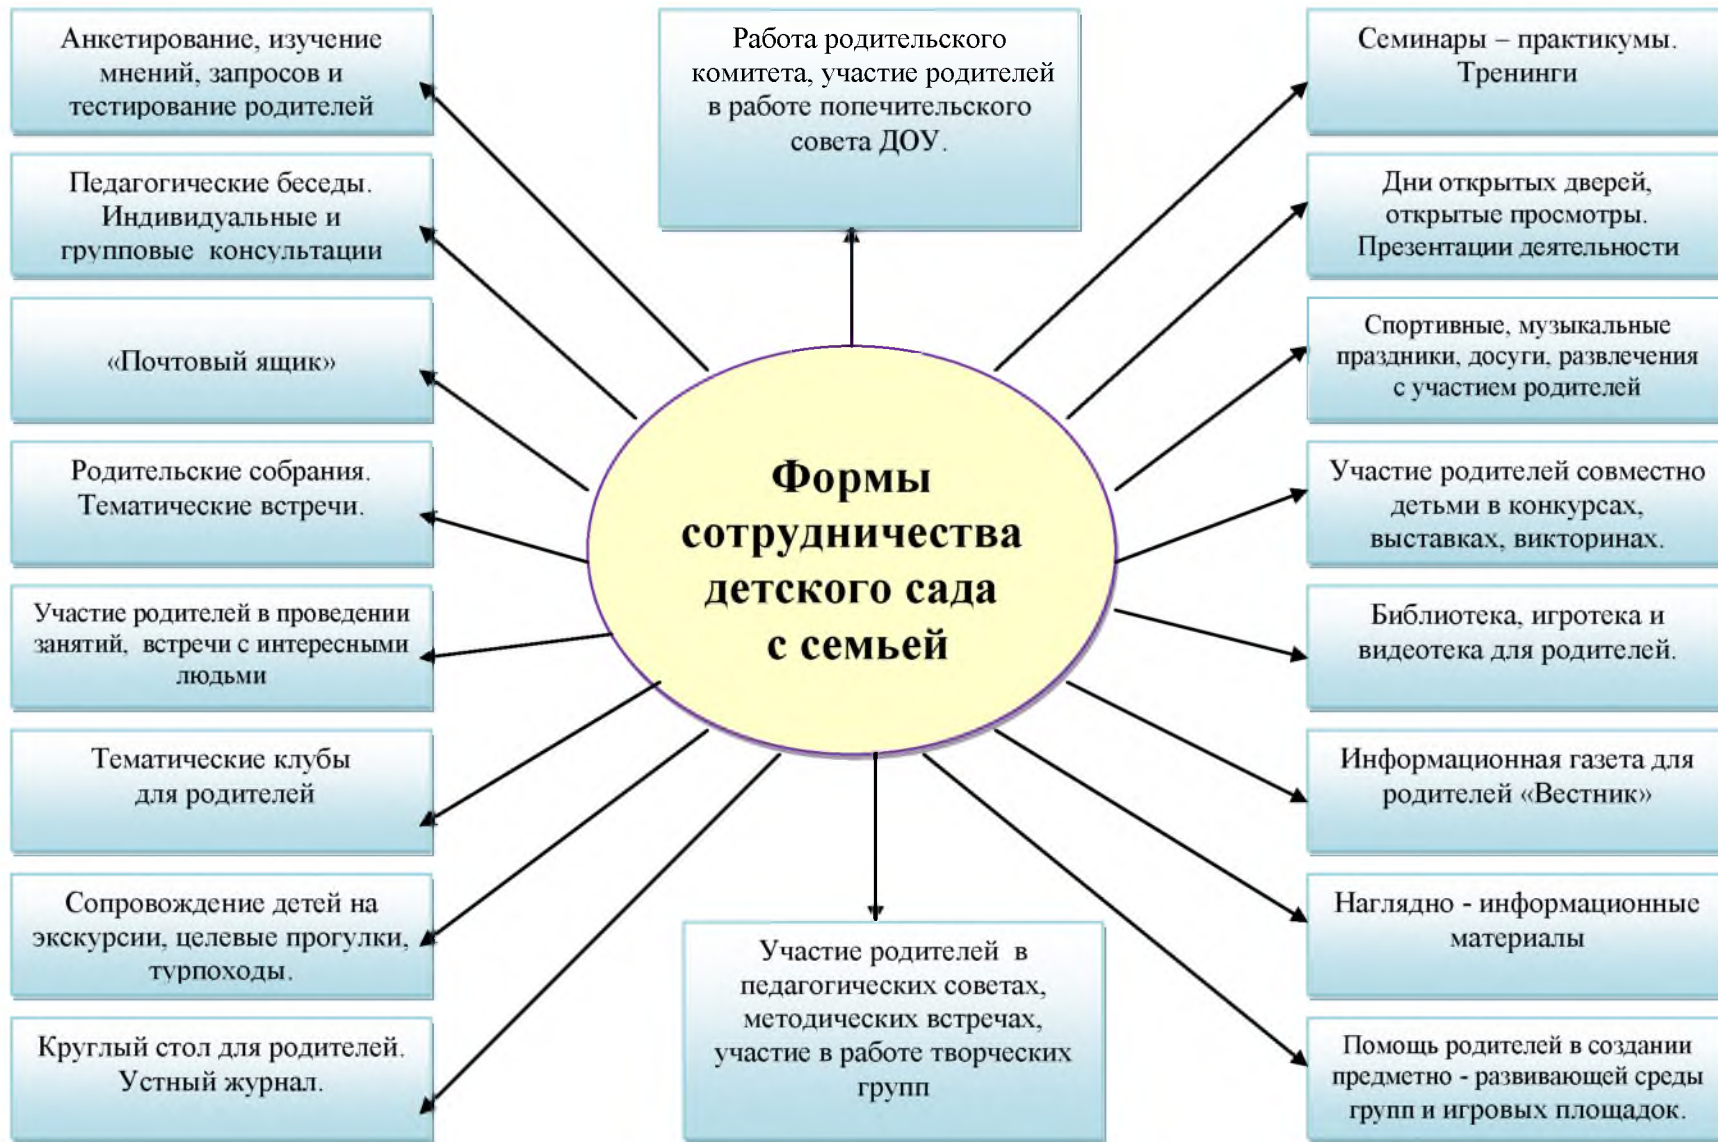 Анкетирование, изучение
мнений, запросов и
тестирование родителей
Педагогические беседы.
Индивидуальные и
групповые консультации
«Почтовый ящик»
Родительские собрания.
Тематические встречи.
Участие родителей в проведении
занятий, встречи с интересными
людьми
Тематические клубы
для родителей
Сопровождение детей на
экскурсии, целевые прогулки,
турпоходы.
Круглый стол для родителей.
Устный журнал.
Работа родительского
комитета, участие родителей
в работе попечительского
совета ДОУ.
Формы
сотрудничества
детского сада
с семьей
Участие родителей в
педагогических советах,
методических встречах,
участие в работе творческих
групп
Семинары – практикумы.
Тренинги
Дни открытых дверей,
открытые просмотры.
Презентации деятельности
Спортивные, музыкальные
праздники, досуги, развлечения
с участием родителей
Участие родителей совместно
детьми в конкурсах,
выставках, викторинах.
Библиотека, игротека и
видеотека для родителей.
Информационная газета для
родителей «Вестник»
Наглядно - информационные
материалы
Помощь родителей в создании
предметно - развивающей среды
групп и игровых площадок.